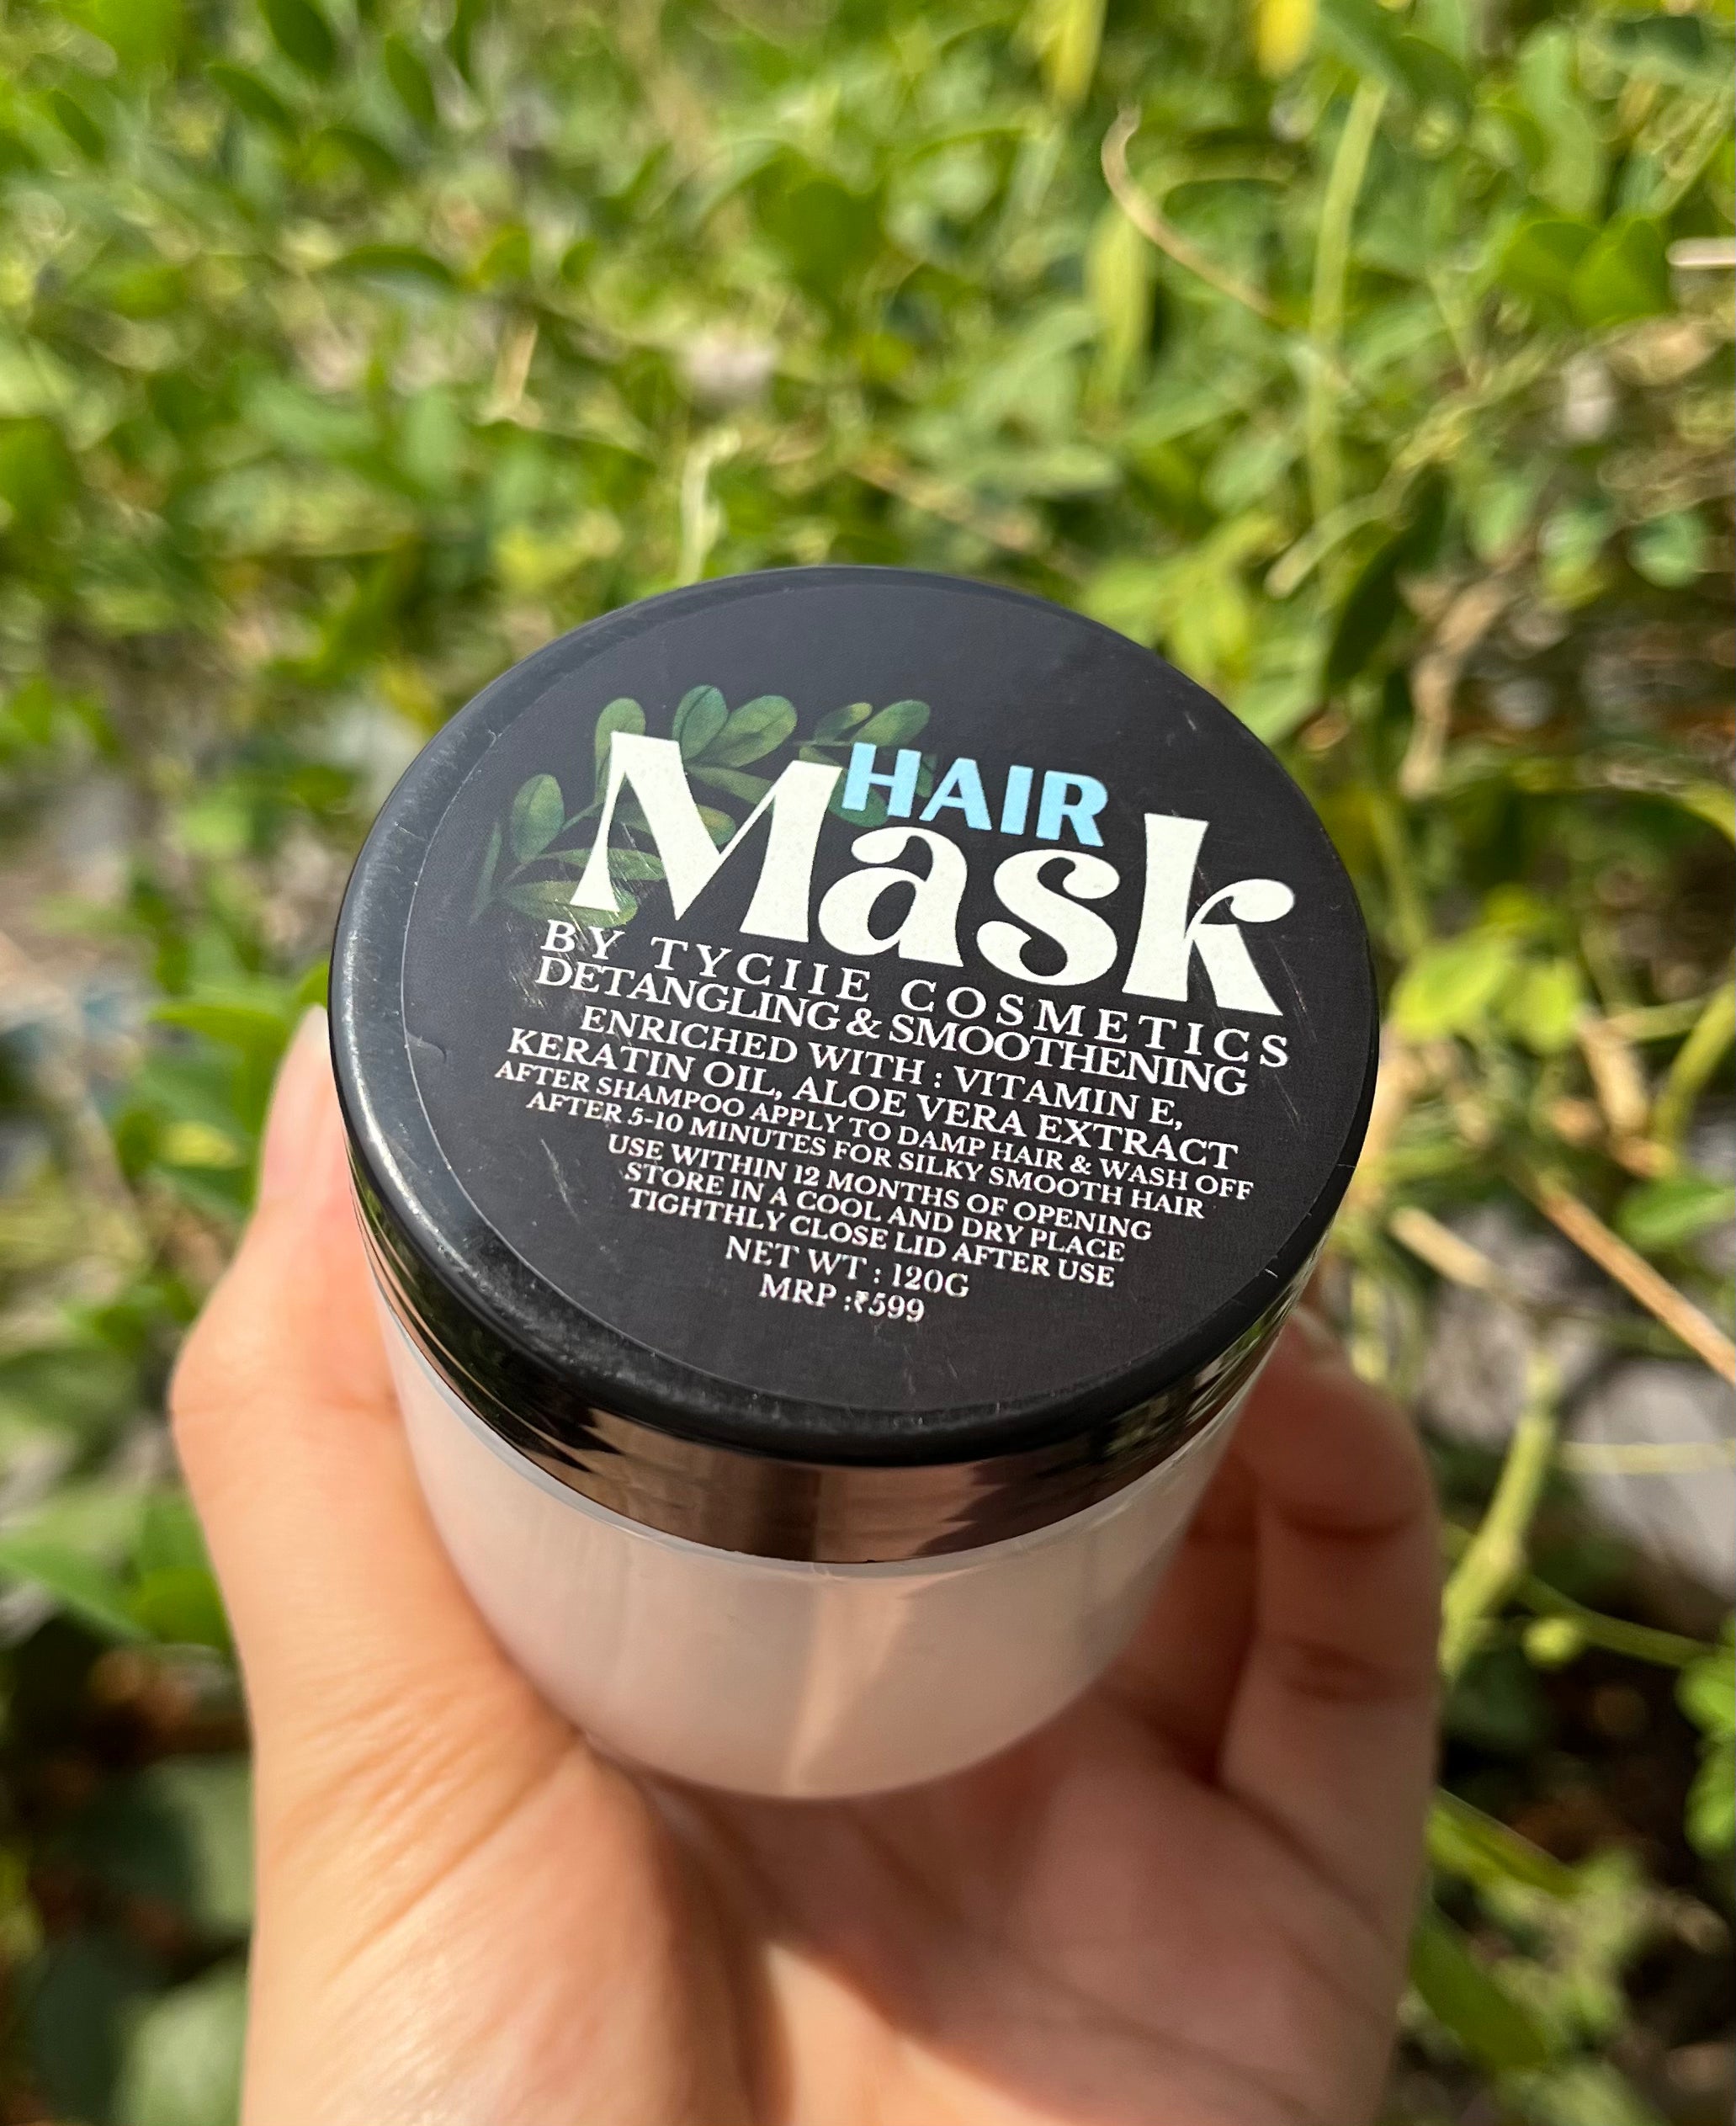 HAIR
Mask
BY TYCIIE COSMETICS
DETANGLING & SMOOTHENING
ENRICHED WITH : VITAMIN E,
KERATIN OIL, ALOE VERA EXTRACT
AFTER SHAMPOO APPLY TO DAMP HAIR & WASH OFF
AFTER 5-10 MINUTES FOR SILKY SMOOTH HAIR
USE WITHIN 12 MONTHS OF OPENING
STORE IN A COOL AND DRY PLACE
TIGHTHLY CLOSE LID AFTER USE
NET WT : 120G
MRP :₹599